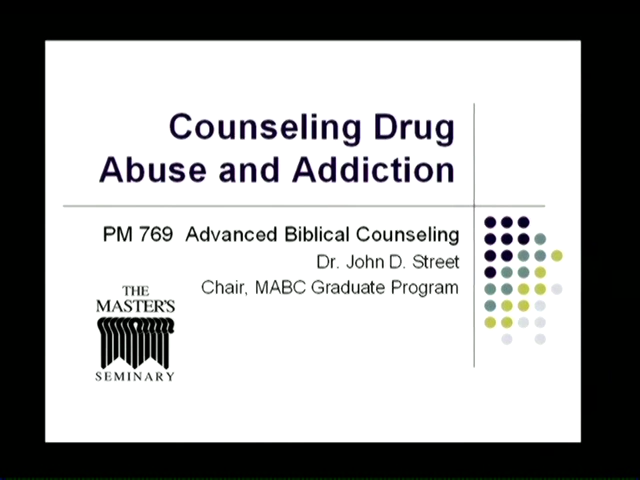 Counseling Drug
Abuse and Addiction
PM 769 Advanced Biblical Counseling
Dr. John D. Street
Chair, MABC Graduate Program
THE
MASTER'S
SEMINARY